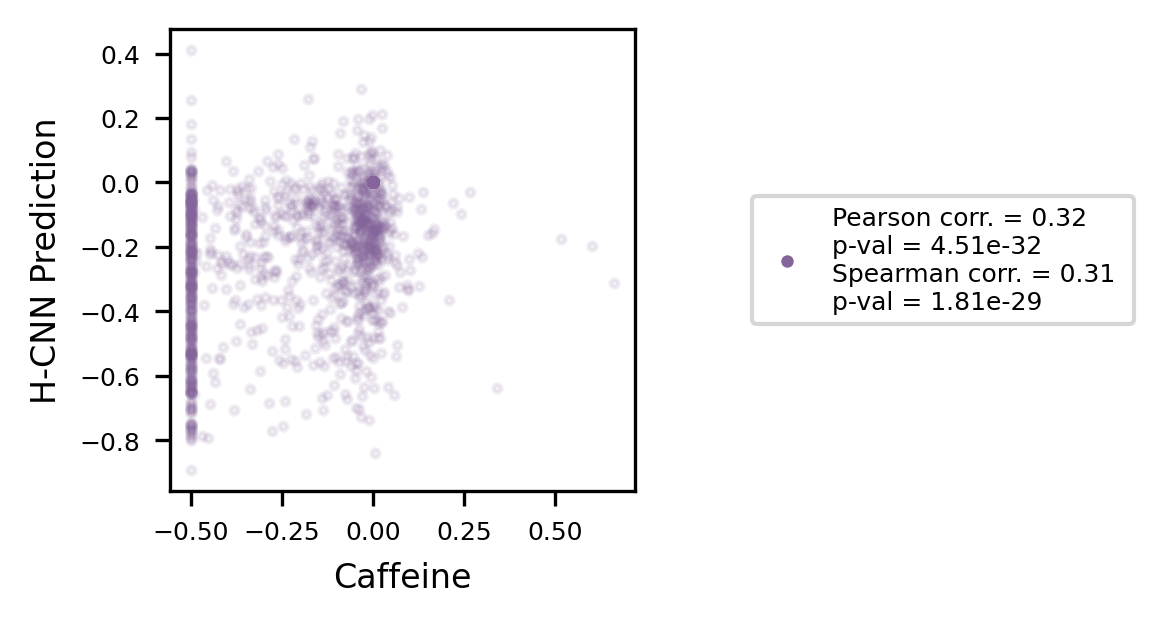 0.4
0.2
0.0
−0.2
−0.4
−0.6
−0.8
H-CNN Prediction
−0.50
−0.25
0.00
0.25
0.50
Caffeine
Pearson corr. = 0.32
p-val = 4.51e-32
Spearman corr. = 0.31
p-val = 1.81e-29